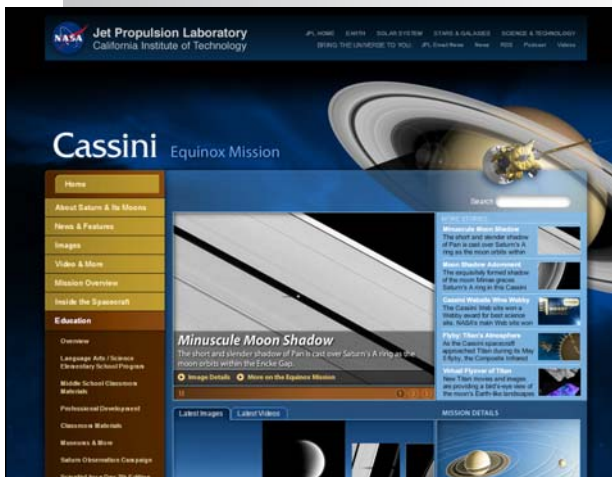 NASA
Jet Propulsion Laboratory
California Institute of Technology
JPL HOME EARTH SOLAR SYSTEM STARS & GALAXIES SCIENCE & TECHNOLOGY
BRING THE UNIVERSE TO YOU: JPL Email News News RSS Podcast Videos
Cassini Equinox Mission
Search
Home
About Saturn & Its Moons
News & Features
Images
Video & More
Mission Overview
Inside the Spacecraft
Education
Overview
Language Arts / Science
Elementary School Program
Middle School Classroom
Materials
Professional Development
Classroom Materials
Museums & More
Saturn Observation Campaign
Minuscule Moon Shadow
The short and slender shadow of Pan is cast over Saturn's A ring as the
moon orbits within the Encke Gap.
Image Details More on the Equinox Mission
MORE STORIES
Minuscule Moon Shadow
The short and slender shadow
of Pan is cast over Saturn's A
ring as the moon orbits within
Moon Shadow Adornment
The exquisitely formed shadow
of the moon Mimas graces
Saturn's A ring in this Cassini
Cassini Website Wins Webby
The Cassini website won a
Webby award for best science
site. NASA's main Web site won
Flyby: Titan's Atmosphere
As the Cassini spacecraft
approached Titan during its May
5 flyby, the Composite Infrared
Virtual Flyover of Titan
New Titan movies and images
are providing a bird's-eye view of
the moon's Earth-like landscapes
Latest Images Latest Videos
MISSION DETAILS